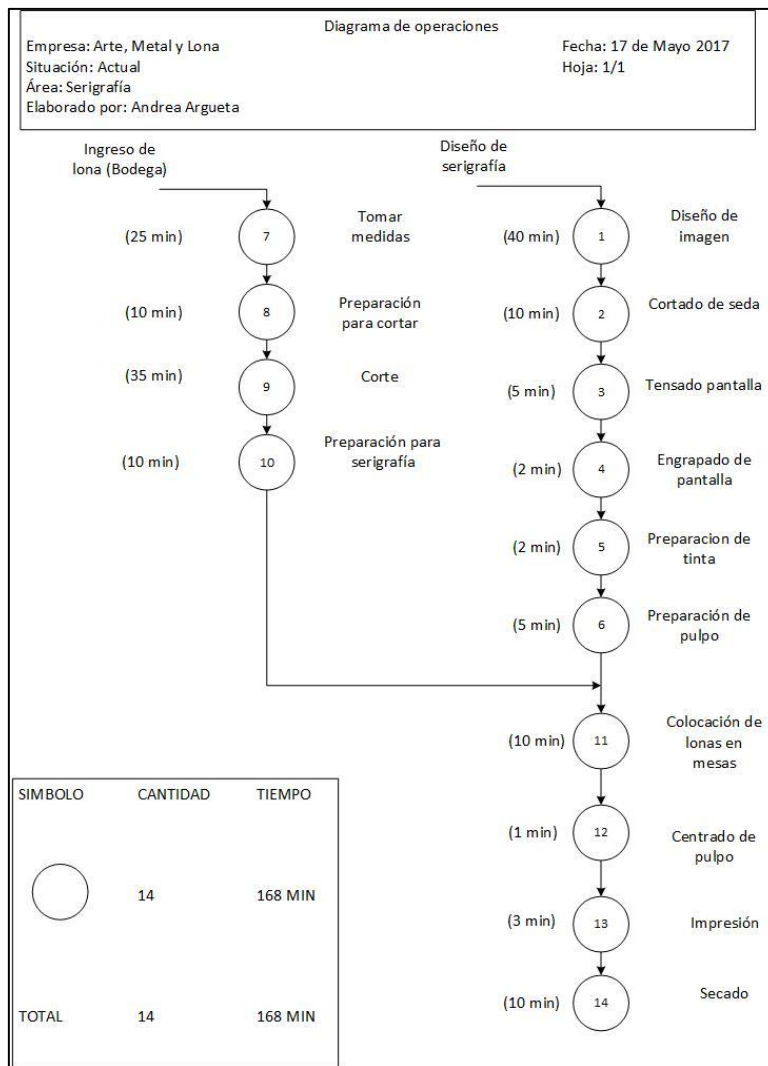 Diagrama de operaciones
Empresa: Arte, Metal y Lona
Fecha: 17 de Mayo 2017
Situación: Actual
Hoja: 1/1
Área: Serigrafía
Elaborado por: Andrea Argueta
Ingreso de
lona (Bodega)
Diseño de
serigrafía
(25 min)
7
Tomar
medidas
(10 min)
8
Preparación
para cortar
(35 min)
9
Corte
(10 min)
10
Preparación para
serigrafía
(40 min)
1
Diseño de
imagen
(10 min)
2
Cortado de seda
(5 min)
3
Tensado pantalla
(2 min)
4
Engrapado de
pantalla
(2 min)
5
Preparacion de
tinta
(5 min)
6
Preparación de
pulpo
(10 min)
11
Colocación de
lonas en
mesas
(1 min)
12
Centrado de
pulpo
(3 min)
13
Impresión
(10 min)
14
Secado
SIMBOLO CANTIDAD TIEMPO
14 168 MIN
TOTAL 14 168 MIN